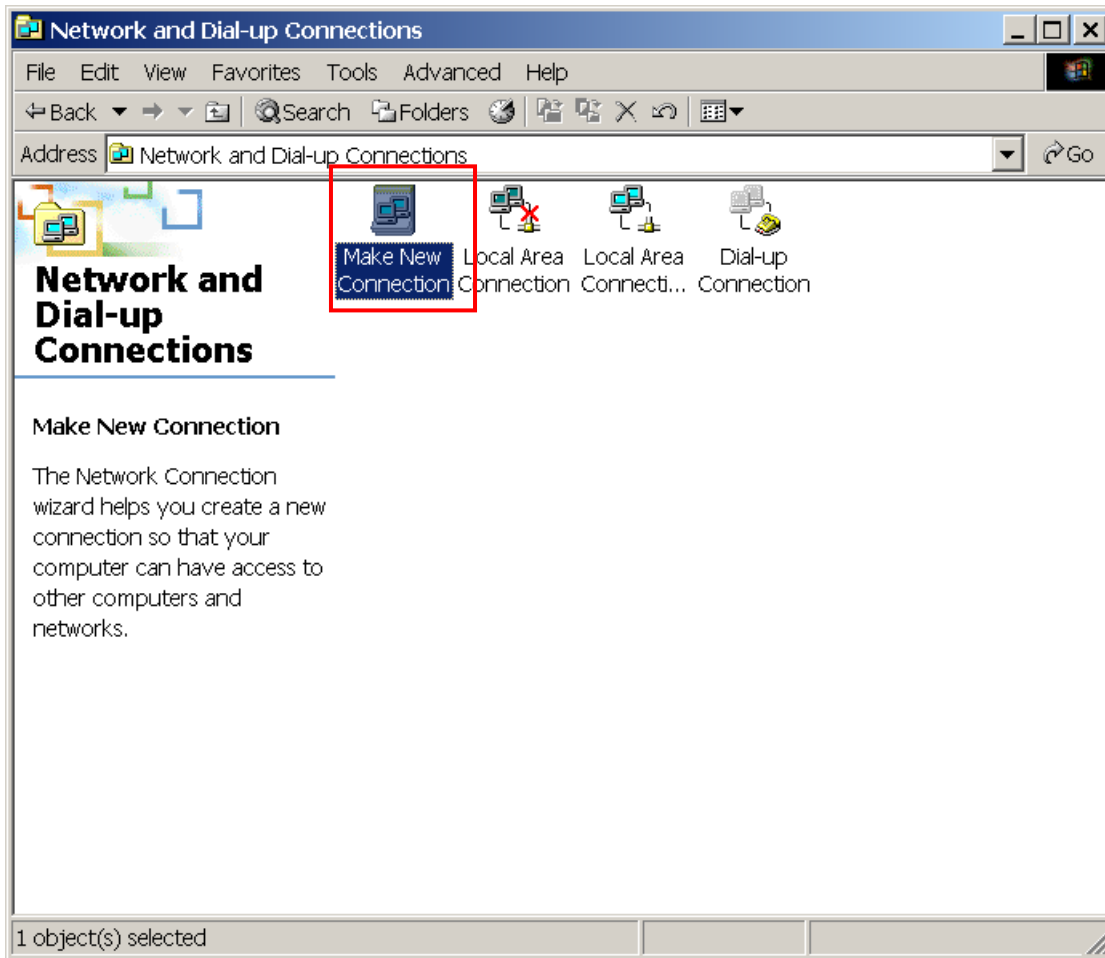 Network and Dial-up Connections
File Edit View Favorites Tools Advanced Help
Back Search Folders
Address Network and Dial-up Connections Go
Make New Connection
Local Area Connection
Local Area Connecti...
Dial-up Connection
Network and
Dial-up
Connections
Make New Connection
The Network Connection
wizard helps you create a new
connection so that your
computer can have access to
other computers and
networks.
1 object(s) selected